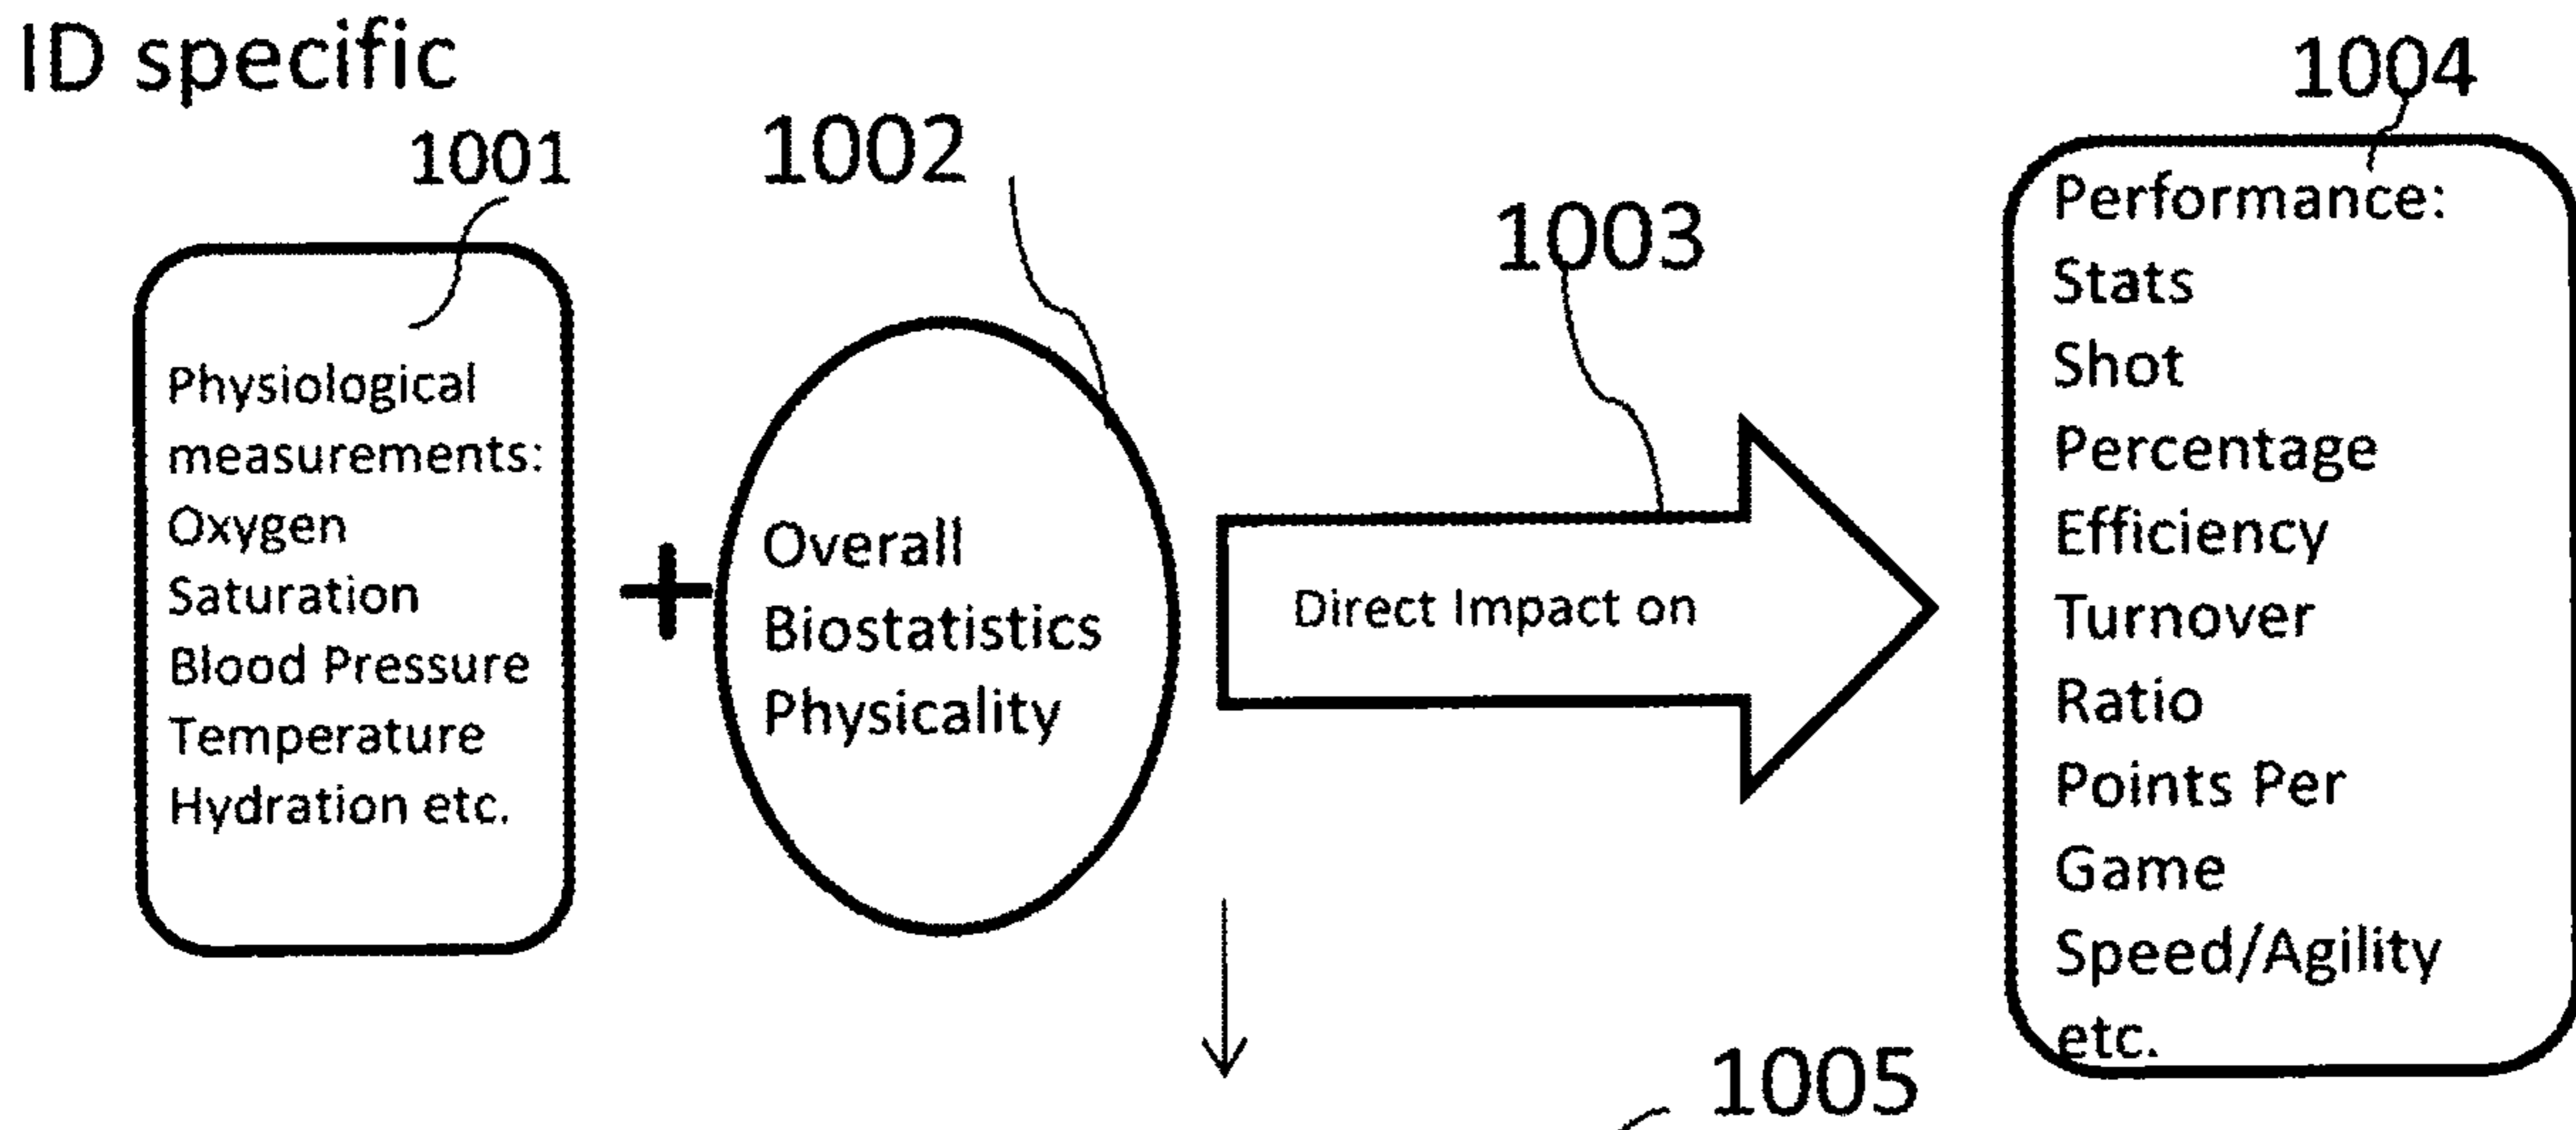 ID specific
1001
1002
1003
1004
Physiological
measurements:
Oxygen
Saturation
Blood Pressure
Temperature
Hydration etc.
+
Overall
Biostatistics
Physicality
Direct Impact on
Performance:
Stats
Shot
Percentage
Efficiency
Turnover
Ratio
Points Per
Game
Speed/Agility
etc.
1005